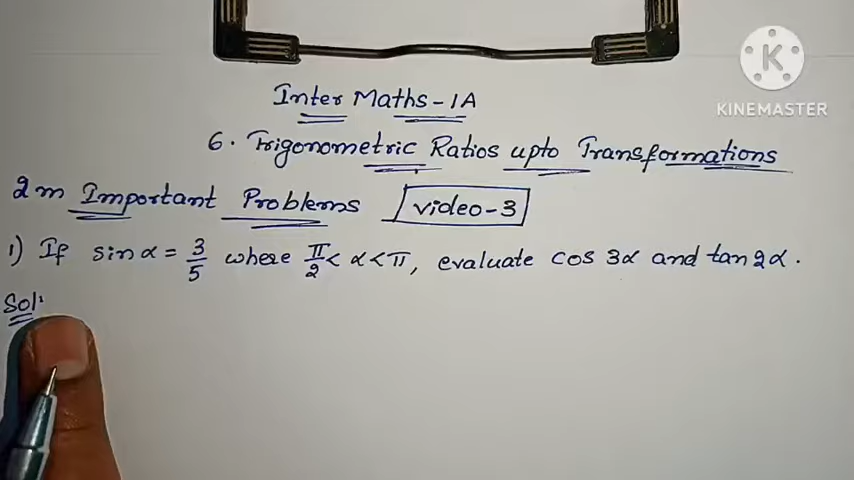 K
KINEMASTER
Inter Maths-1A
6. Trigonometric Ratios upto Transformations
2m Important Problems video-3
1) If sin α = 3/5 where π/2 < α < π, evaluate cos 3α and tan 2α.
Sol: